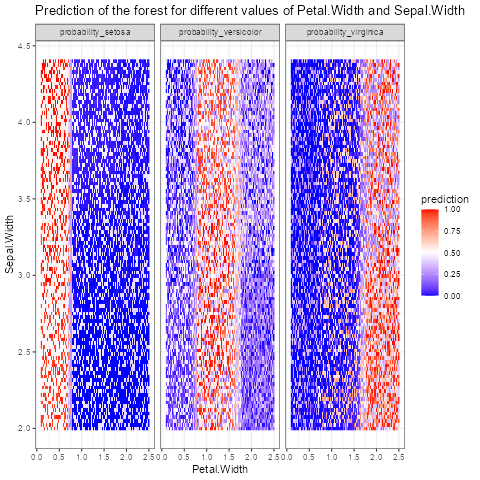 Prediction of the forest for different values of Petal.Width and Sepal.Width
probability_setosa probability_versicolor probability_virginica
4.5
4.0
3.5
3.0
2.5
2.0
Sepal.Width
0.0 0.5 1.0 1.5 2.0 2.5 0.0 0.5 1.0 1.5 2.0 2.5 0.0 0.5 1.0 1.5 2.0 2.5
Petal.Width
prediction
1.00
0.75
0.50
0.25
0.00